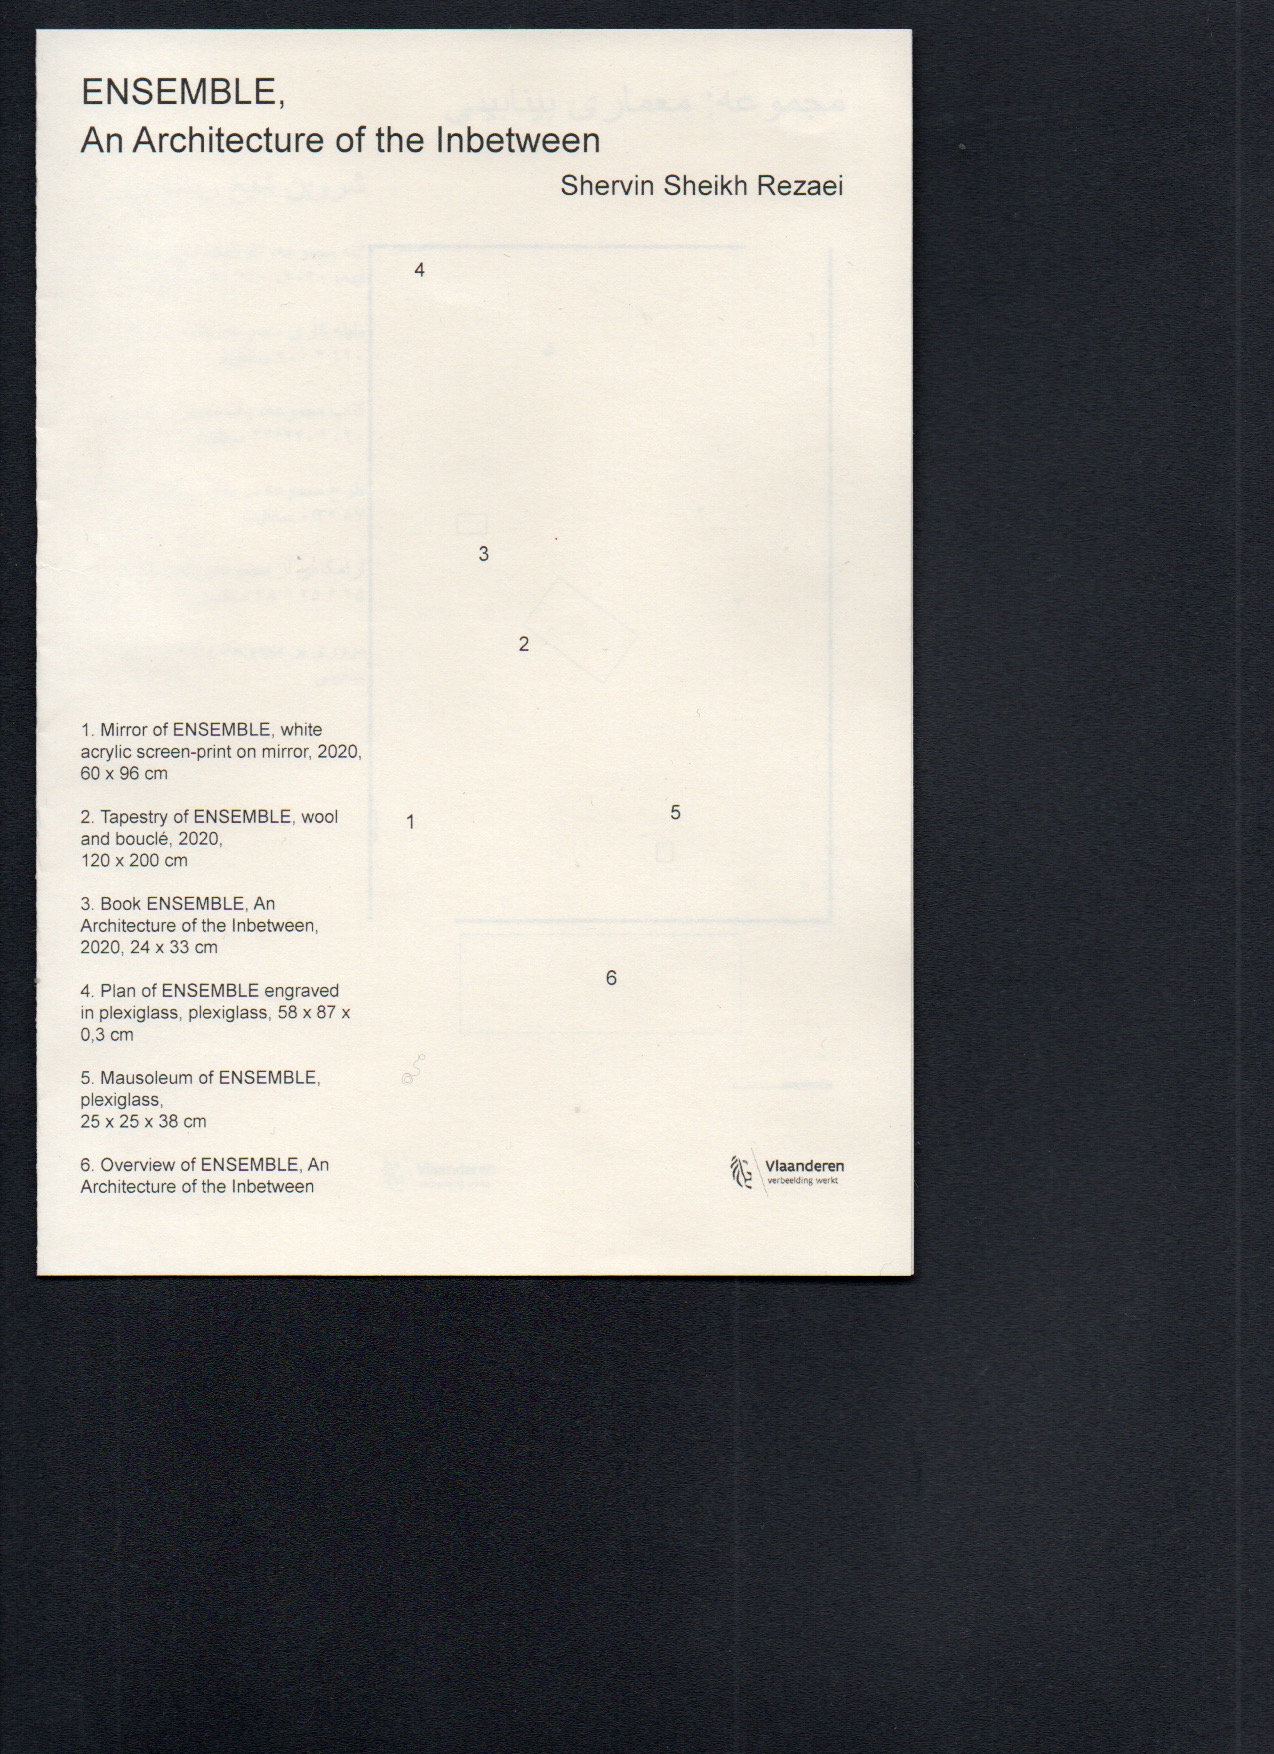 ENSEMBLE,
An Architecture of the Inbetween
Shervin Sheikh Rezaei
4
3
2
1. Mirror of ENSEMBLE, white
acrylic screen-print on mirror, 2020,
60 x 96 cm
2. Tapestry of ENSEMBLE, wool
and bouclé, 2020,
120 x 200 cm
1
5
3. Book ENSEMBLE, An
Architecture of the Inbetween,
2020, 24 x 33 cm
6
4. Plan of ENSEMBLE engraved
in plexiglass, plexiglass, 58 x 87 x
0,3 cm
5. Mausoleum of ENSEMBLE,
plexiglass,
25 x 25 x 38 cm
6. Overview of ENSEMBLE, An
Architecture of the Inbetween
Vlaanderen
verbeelding werkt